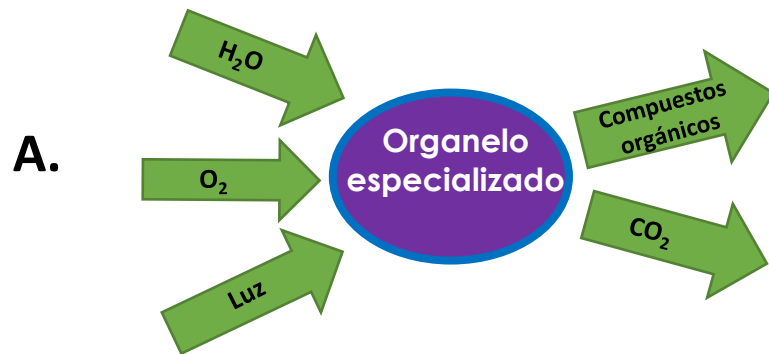 A.
H₂O
O₂
Luz
Organelo
especializado
Compuestos
orgánicos
CO₂